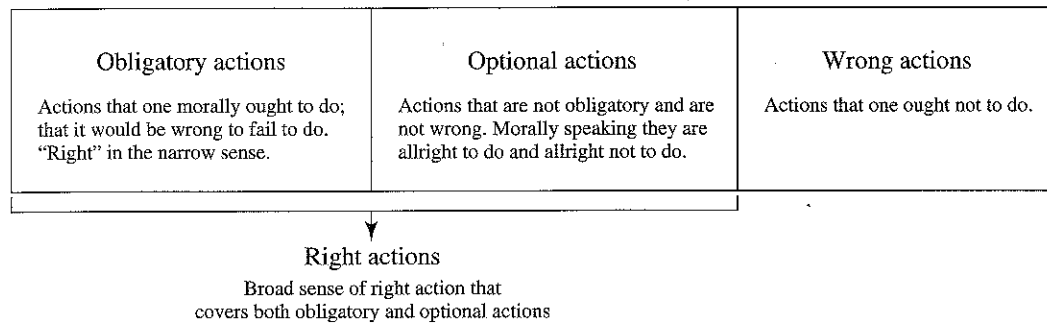 Obligatory actions
Actions that one morally ought to do;
that it would be wrong to fail to do.
“Right” in the narrow sense.
Optional actions
Actions that are not obligatory and are
not wrong. Morally speaking they are
allright to do and allright not to do.
Wrong actions
Actions that one ought not to do.
Right actions
Broad sense of right action that
covers both obligatory and optional actions